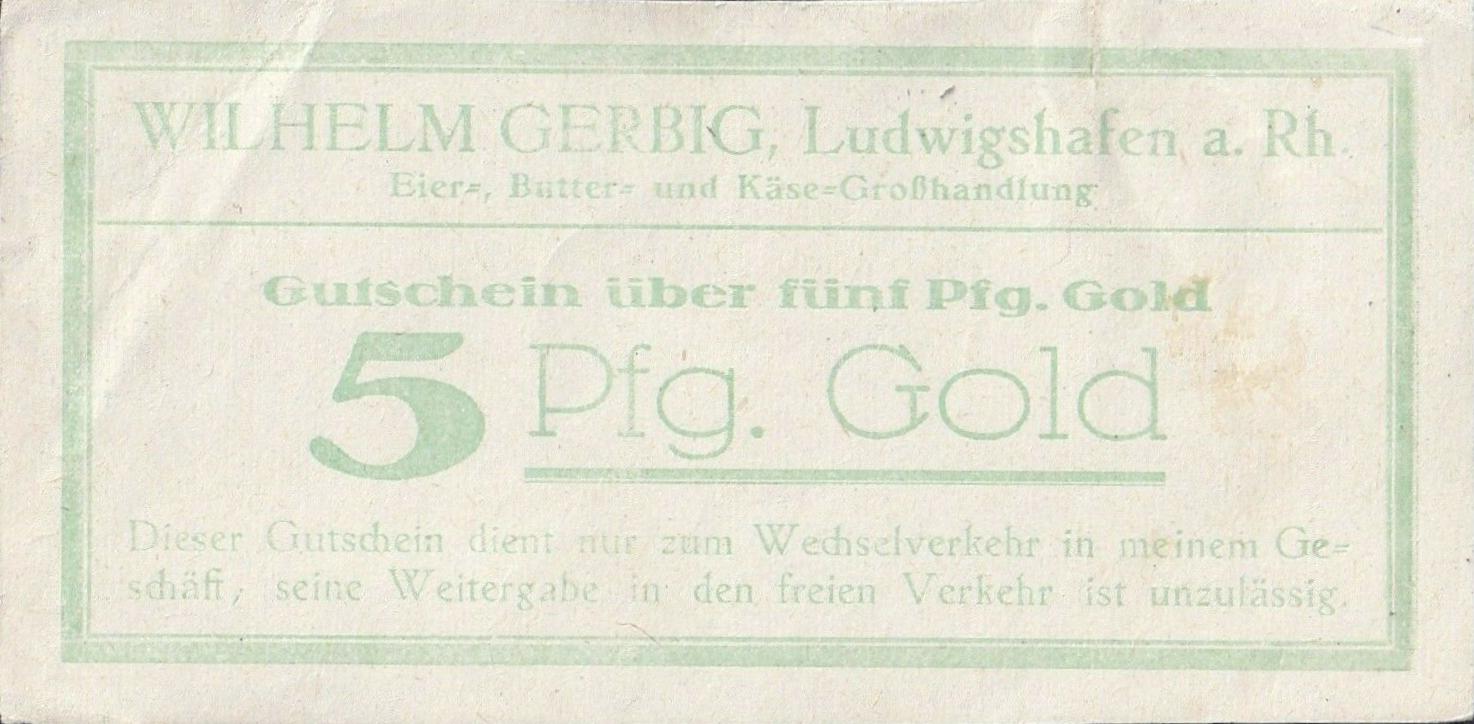 WILHELM GERBIG, Ludwigshafen a. Rh.
Eier=, Butter= und Käse=Großhandlung
Gutschein über fünf Pfg. Gold
5 Pfg. Gold
Dieser Gutschein dient nur zum Wechselverkehr in meinem Ge=
schäft, seine Weitergabe in den freien Verkehr ist unzulässig.